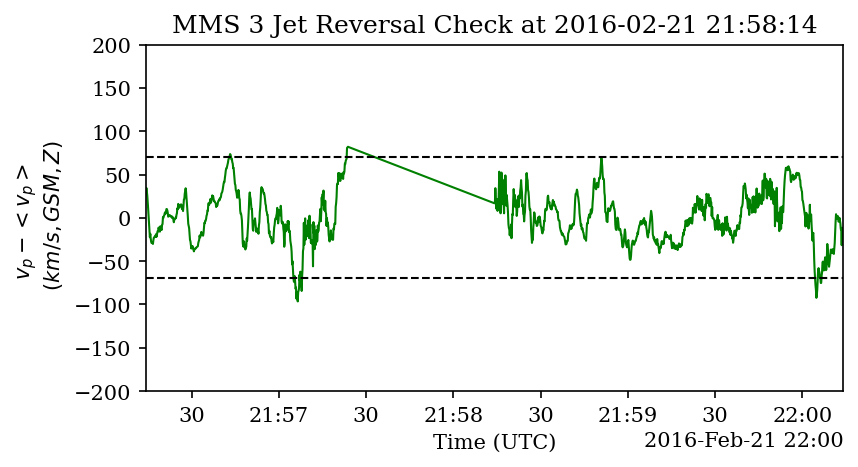 MMS 3 Jet Reversal Check at 2016-02-21 21:58:14
200
150
100
50
0
−50
−100
−150
−200
v_p − < v_p >
(km/s, GSM, Z)
30 21:57 30 21:58 30 21:59 30 22:00
Time (UTC) 2016-Feb-21 22:00